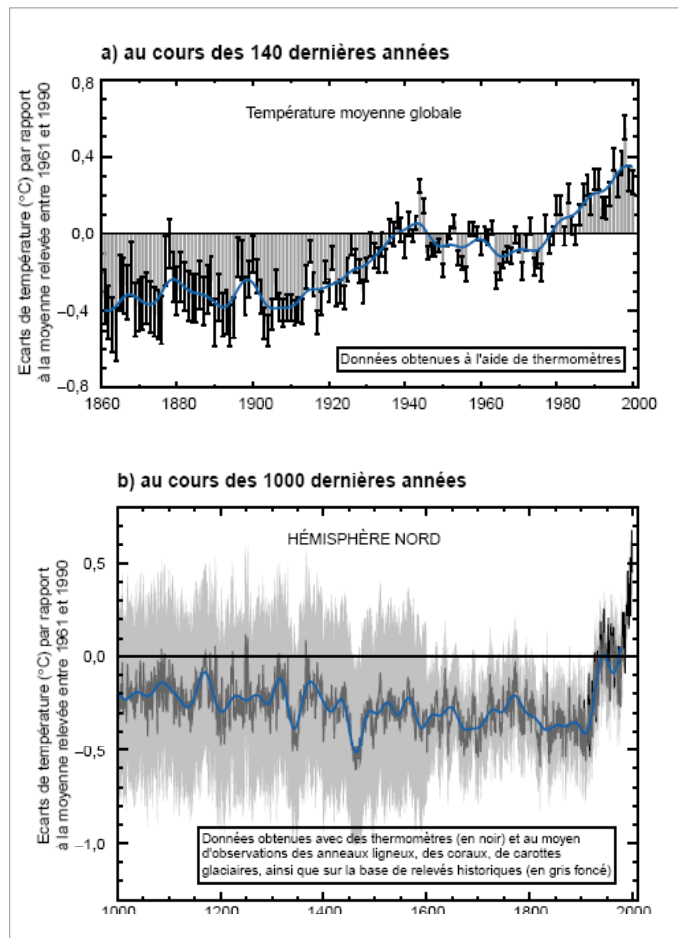 a) au cours des 140 dernières années
Ecarts de température (°C) par rapport
à la moyenne relevée entre 1961 et 1990
0,8
0,4
0,0
−0,4
−0,8
Température moyenne globale
Données obtenues à l'aide de thermomètres
1860 1880 1900 1920 1940 1960 1980 2000
b) au cours des 1000 dernières années
Ecarts de température (°C) par rapport
à la moyenne relevée entre 1961 et 1990
0,5
0,0
−0,5
−1,0
HÉMISPHÈRE NORD
Données obtenues avec des thermomètres (en noir) et au moyen
d'observations des anneaux ligneux, des coraux, de carottes
glaciaires, ainsi que sur la base de relevés historiques (en gris foncé)
1000 1200 1400 1600 1800 2000